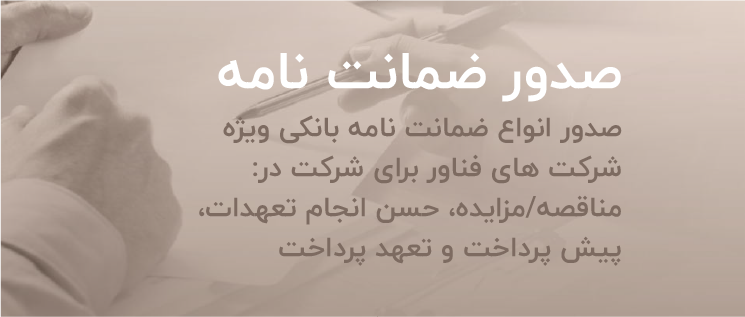 صدور ضمانت نامه
صدور انواع ضمانت نامه بانکی ویژه
شرکت های فناور برای شرکت در:
مناقصه/مزایده، حسن انجام تعهدات،
پیش پرداخت و تعهد پرداخت